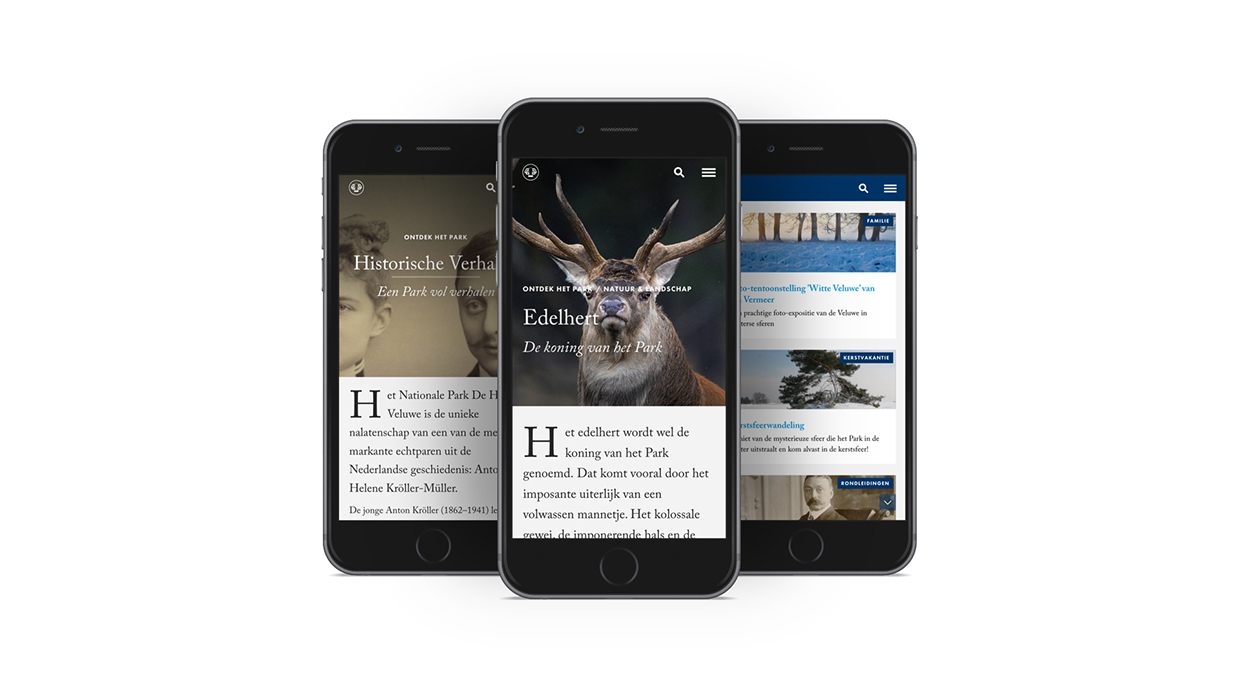 ONTDEK HET PARK
Historische Verha
Een Park vol verhalen
Het Nationale Park De H
Veluwe is de unieke
nalatenschap van een van de me
markante echtparen uit de
Nederlandse geschiedenis: Anto
Helene Kröller-Müller.
De jonge Anton Kröller (1862–1941) le
ONTDEK HET PARK / NATUUR & LANDSCHAP
Edelhert
De koning van het Park
Het edelhert wordt wel de
koning van het Park
genoemd. Dat komt vooral door het
imposante uiterlijk van een
volwassen mannetje. Het kolossale
gewei, de imponerende hals en de
FAMILIE
to-tentoonstelling 'Witte Veluwe' van
Vermeer
prachtige foto-expositie van de Veluwe in
terse sferen
KERSTVAKANTIE
rstsfeerwandeling
niet van de mysterieuze sfeer die het Park in de
ter uitstraalt en kom alvast in de kerstsfeer!
RONDLEIDINGEN